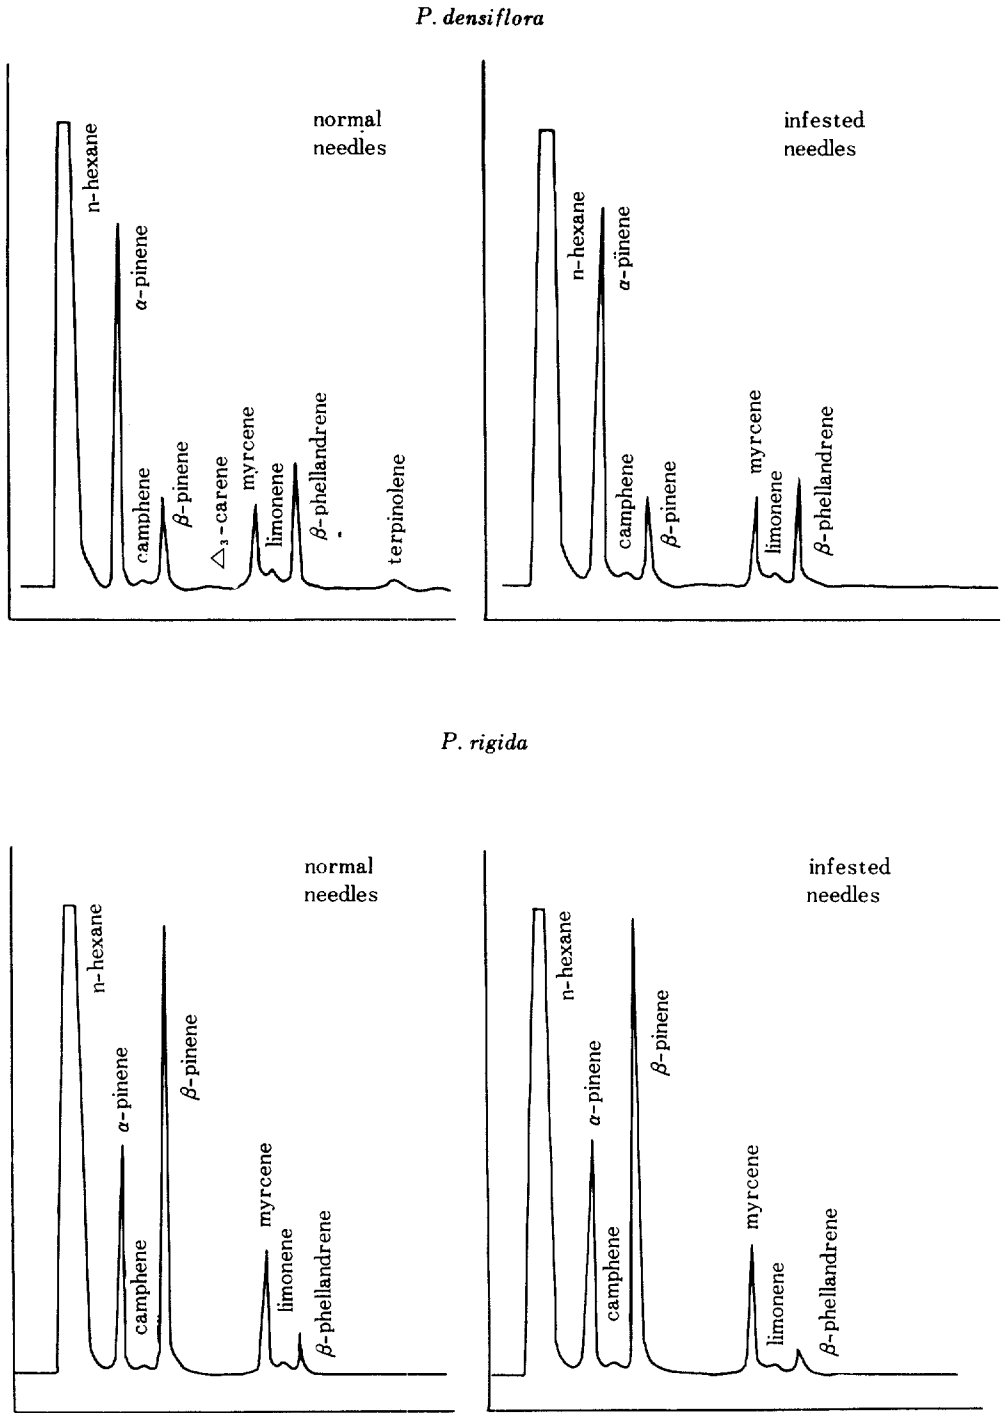 P. densiflora
normal
needles
n-hexane
α-pinene
camphene
β-pinene
△₃-carene
myrcene
limonene
β-phellandrene
terpinolene
infested
needles
n-hexane
α-pinene
camphene
β-pinene
myrcene
limonene
β-phellandrene
P. rigida
normal
needles
n-hexane
α-pinene
camphene
β-pinene
myrcene
limonene
β-phellandrene
infested
needles
n-hexane
α-pinene
camphene
β-pinene
myrcene
limonene
β-phellandrene